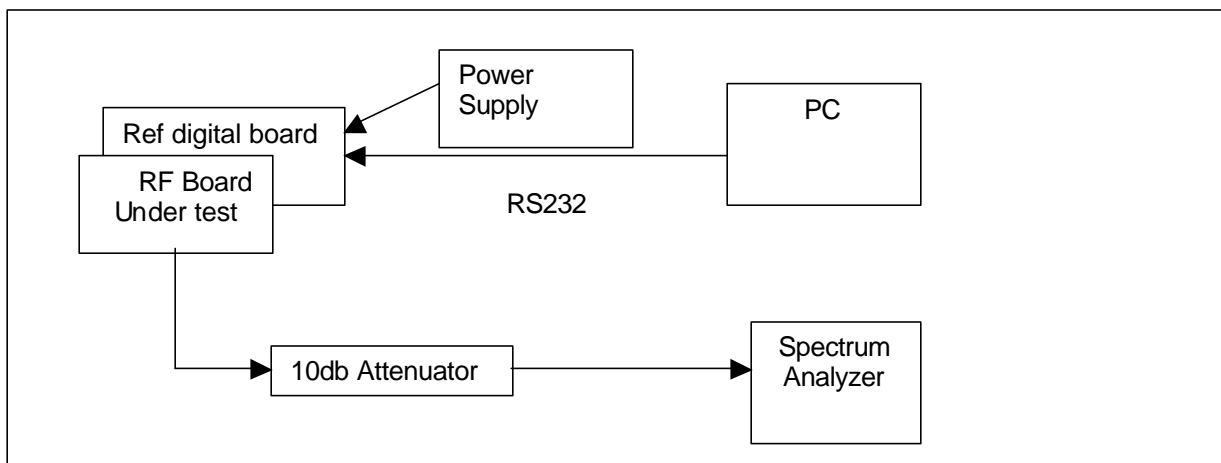 Power
Supply
PC
Ref digital board
RF Board
Under test
RS232
10db Attenuator
Spectrum
Analyzer